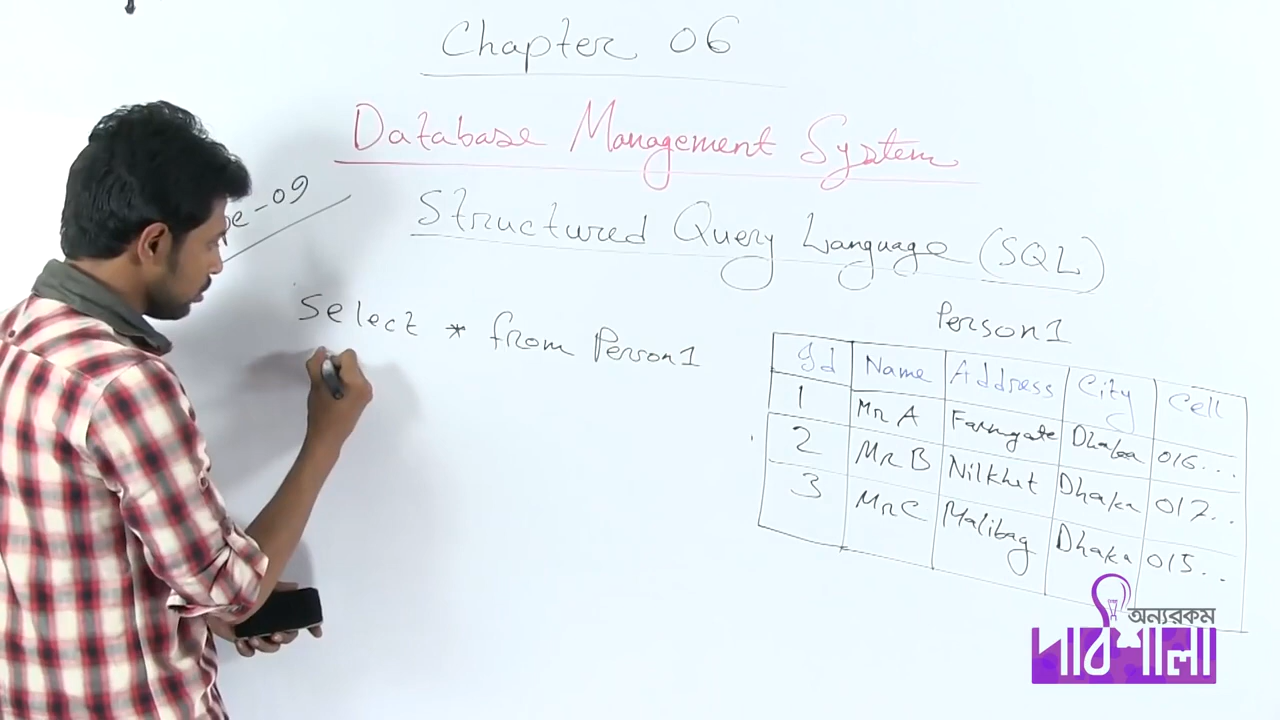 Chapter 06
Database Management System
-09
Structured Query Language (SQL)
Select * from Person1
Person1
Id Name Address City Cell
1 Mr A Farmgate Dhaka 016...
2 Mr B Nilkhet Dhaka 017..
3 Mr C Malibag Dhaka 015..
অন্যরকম
পাঠশালা